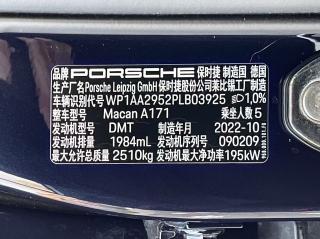 品牌 PORSCHE 保时捷 制造国 德国
生产厂名 Porsche Leipzig GmbH 保时捷股份公司莱比锡工厂制造
车辆识别代号 WP1AA2952PLB03925 1,0%
整车型号 Macan A171 乘坐人数 5
发动机型号 DMT 制造年月 2022-10
发动机排量 1984mL 发动机序列号 090209
最大允许总质量 2510kg 发动机最大净功率 195kW